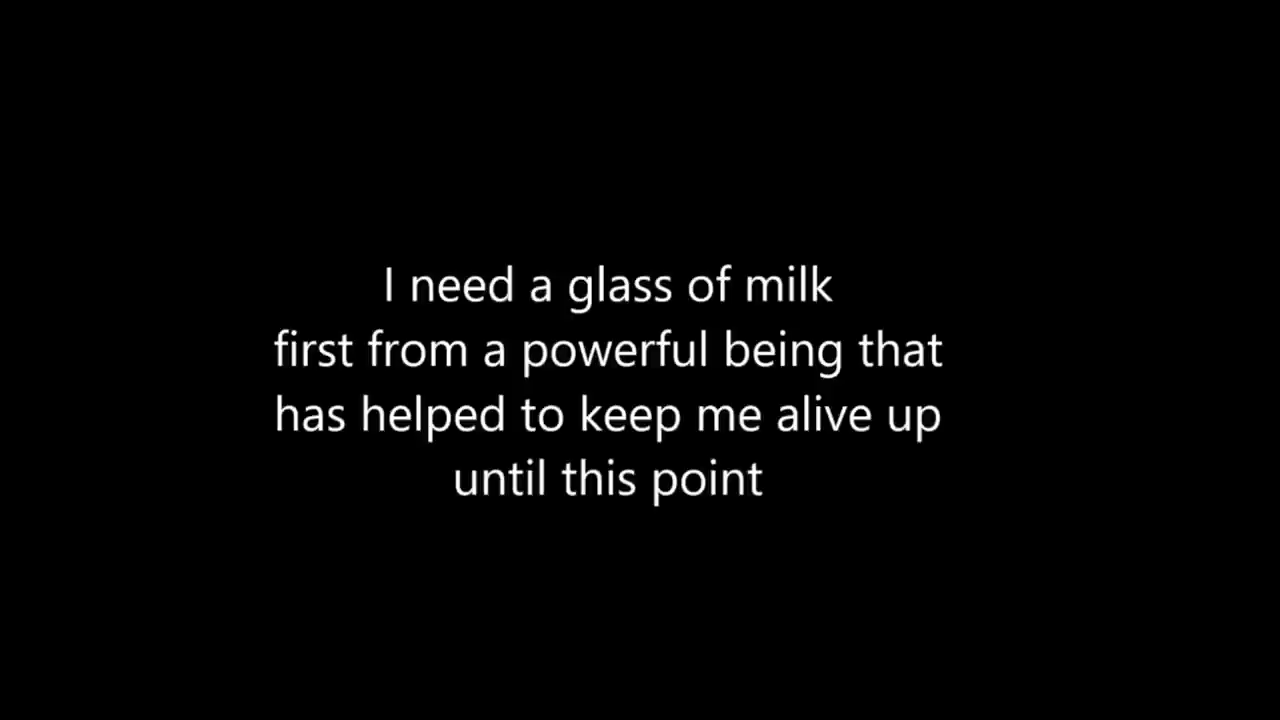 I need a glass of milk
first from a powerful being that
has helped to keep me alive up
until this point